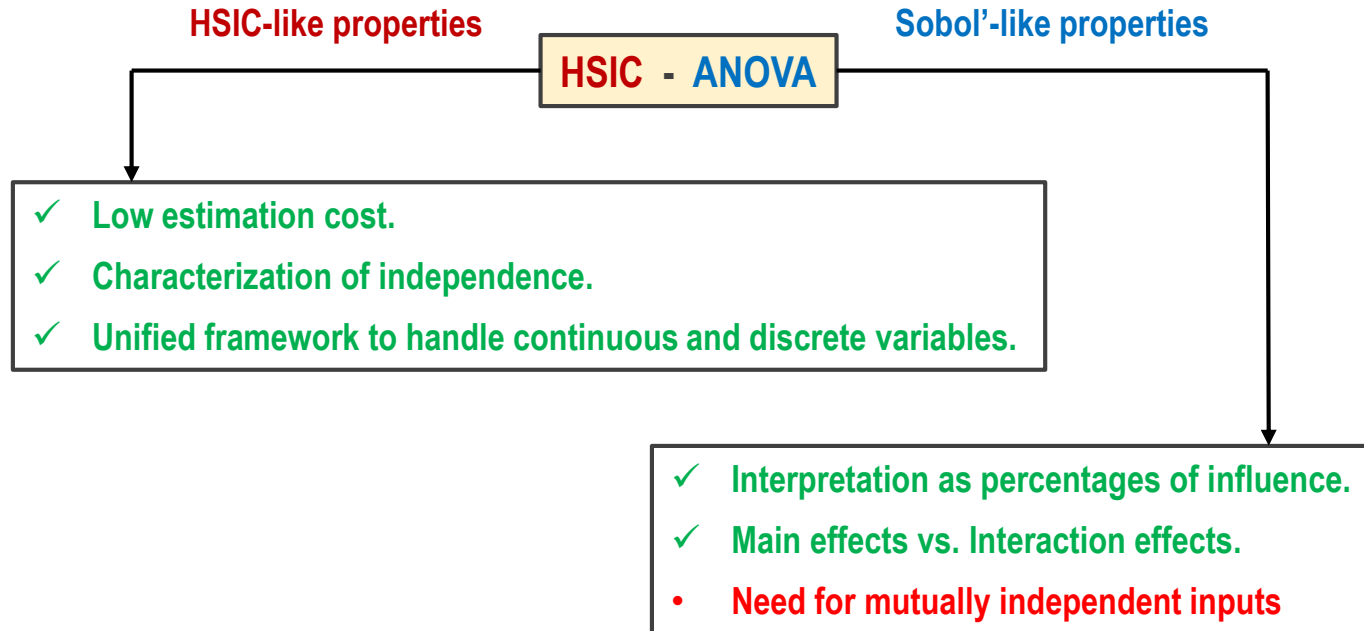 HSIC-like properties
Sobol’-like properties
HSIC - ANOVA
✓ Low estimation cost.
✓ Characterization of independence.
✓ Unified framework to handle continuous and discrete variables.
✓ Interpretation as percentages of influence.
✓ Main effects vs. Interaction effects.
• Need for mutually independent inputs